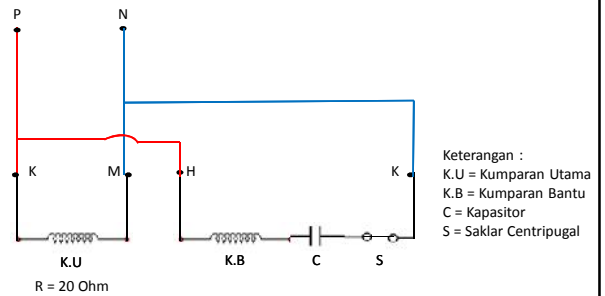 P N
K M H K
K.U K.B C S
R = 20 Ohm
Keterangan :
K.U = Kumparan Utama
K.B = Kumparan Bantu
C = Kapasitor
S = Saklar Centripugal